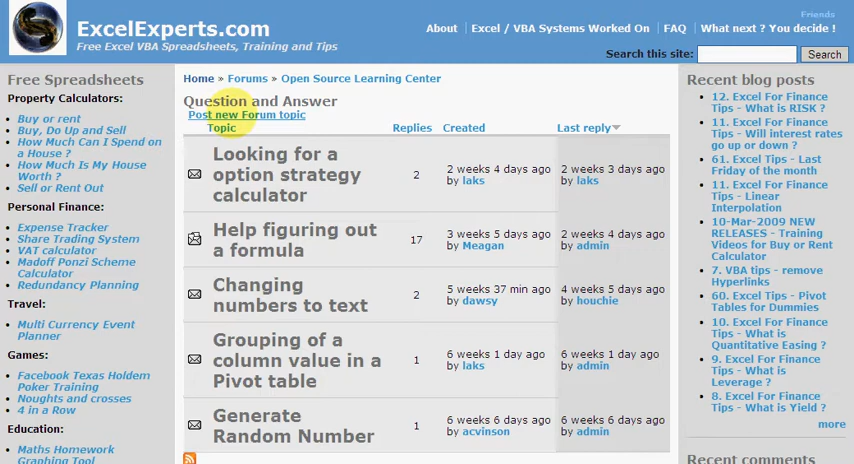 ExcelExperts.com
Free Excel VBA Spreadsheets, Training and Tips
Friends
About Excel / VBA Systems Worked On FAQ What next ? You decide !
Search this site: Search
Free Spreadsheets
Property Calculators:
Buy or rent
Buy, Do Up and Sell
How Much Can I Spend on
a House ?
How Much Is My House
Worth ?
Sell or Rent Out
Personal Finance:
Expense Tracker
Share Trading System
VAT calculator
Madoff Ponzi Scheme
Calculator
Redundancy Planning
Travel:
Multi Currency Event
Planner
Games:
Facebook Texas Holdem
Poker Training
Noughts and crosses
4 in a Row
Education:
Maths Homework
Graphing Tool
Home » Forums » Open Source Learning Center
Question and Answer
Post new Forum topic
Topic Replies Created Last reply
Looking for a
option strategy
calculator
2
2 weeks 4 days ago
by laks
2 weeks 3 days ago
by laks
Help figuring out
a formula
17
3 weeks 5 days ago
by Meagan
2 weeks 4 days ago
by admin
Changing
numbers to text
2
5 weeks 37 min ago
by dawsy
4 weeks 5 days ago
by houchie
Grouping of a
column value in a
Pivot table
1
6 weeks 1 day ago
by laks
6 weeks 1 day ago
by admin
Generate
Random Number
1
6 weeks 6 days ago
by acvinson
6 weeks 6 days ago
by admin
Recent blog posts
12. Excel For Finance
Tips - What is RISK ?
11. Excel For Finance
Tips - Will interest rates
go up or down ?
61. Excel Tips - Last
Friday of the month
11. Excel For Finance
Tips - Linear
Interpolation
10-Mar-2009 NEW
RELEASES - Training
Videos for Buy or Rent
Calculator
7. VBA tips - remove
Hyperlinks
60. Excel Tips - Pivot
Tables for Dummies
10. Excel For Finance
Tips - What is
Quantitative Easing ?
9. Excel For Finance
Tips - What is
Leverage ?
8. Excel For Finance
Tips - What is Yield ?
more
Recent comments